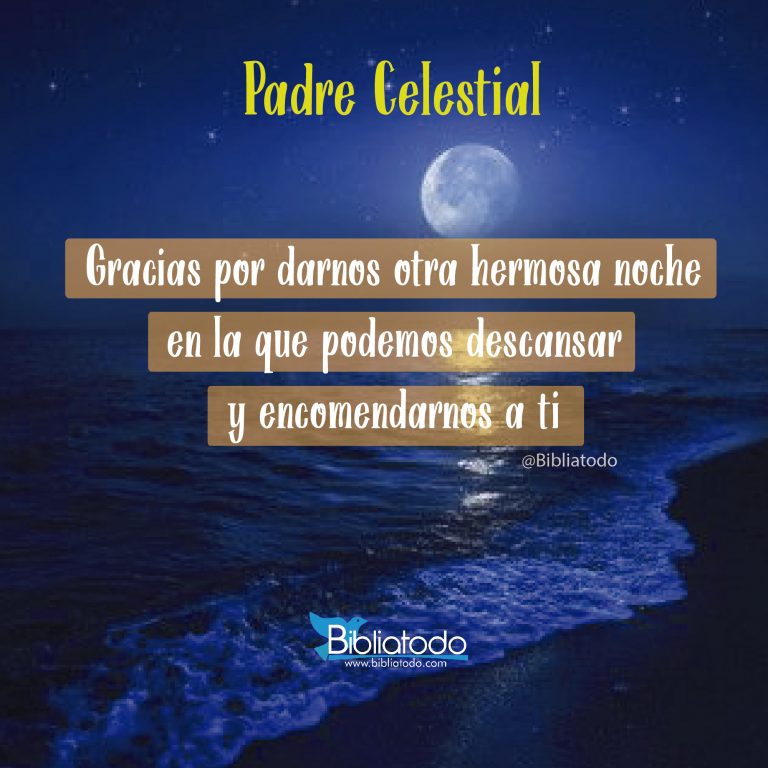 Padre Celestial
Gracias por darnos otra hermosa noche
en la que podemos descansar
y encomendarnos a ti
@Bibliatodo
Bibliatodo
www.bibliatodo.com